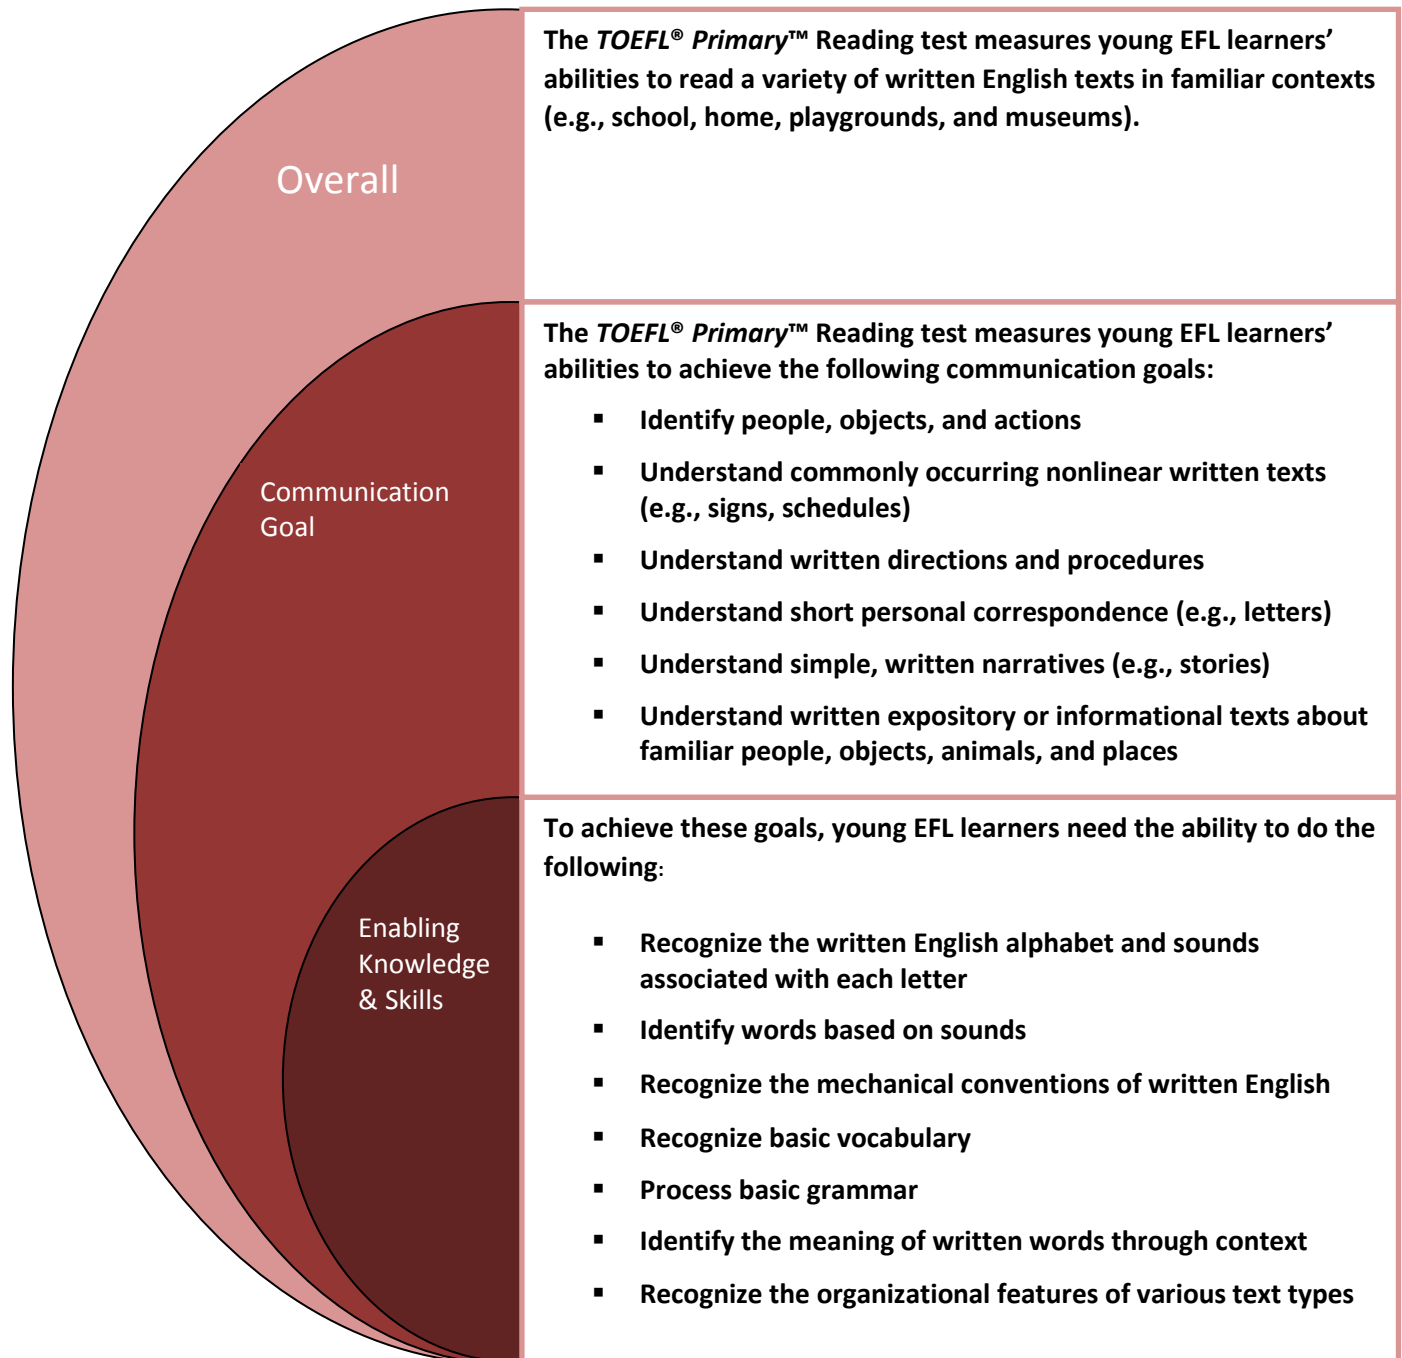 The TOEFL® Primary™ Reading test measures young EFL learners’
abilities to read a variety of written English texts in familiar contexts
(e.g., school, home, playgrounds, and museums).
Overall
The TOEFL® Primary™ Reading test measures young EFL learners’
abilities to achieve the following communication goals:
▪ Identify people, objects, and actions
▪ Understand commonly occurring nonlinear written texts
(e.g., signs, schedules)
▪ Understand written directions and procedures
▪ Understand short personal correspondence (e.g., letters)
▪ Understand simple, written narratives (e.g., stories)
▪ Understand written expository or informational texts about
familiar people, objects, animals, and places
Communication
Goal
To achieve these goals, young EFL learners need the ability to do the
following:
▪ Recognize the written English alphabet and sounds
associated with each letter
▪ Identify words based on sounds
▪ Recognize the mechanical conventions of written English
▪ Recognize basic vocabulary
▪ Process basic grammar
▪ Identify the meaning of written words through context
▪ Recognize the organizational features of various text types
Enabling
Knowledge
& Skills